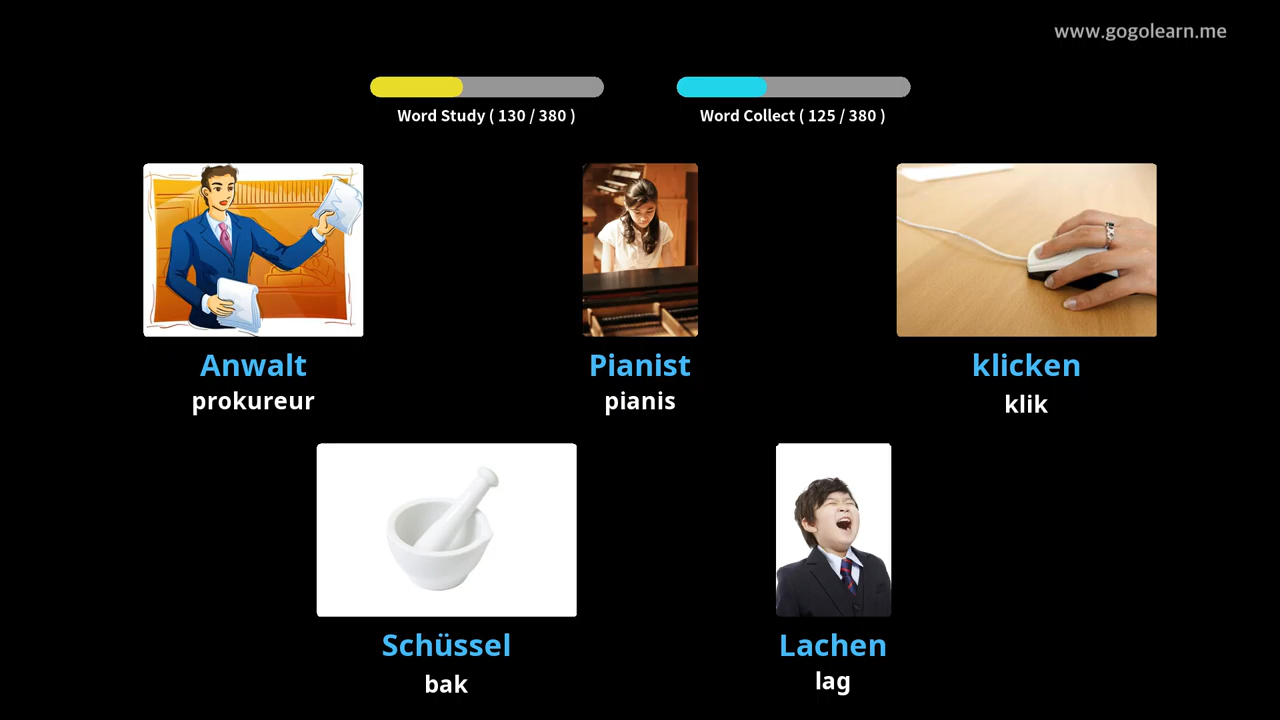 www.gogolearn.me
Word Study ( 130 / 380 )
Word Collect ( 125 / 380 )
Anwalt
prokureur
Pianist
pianis
klicken
klik
Schüssel
bak
Lachen
lag